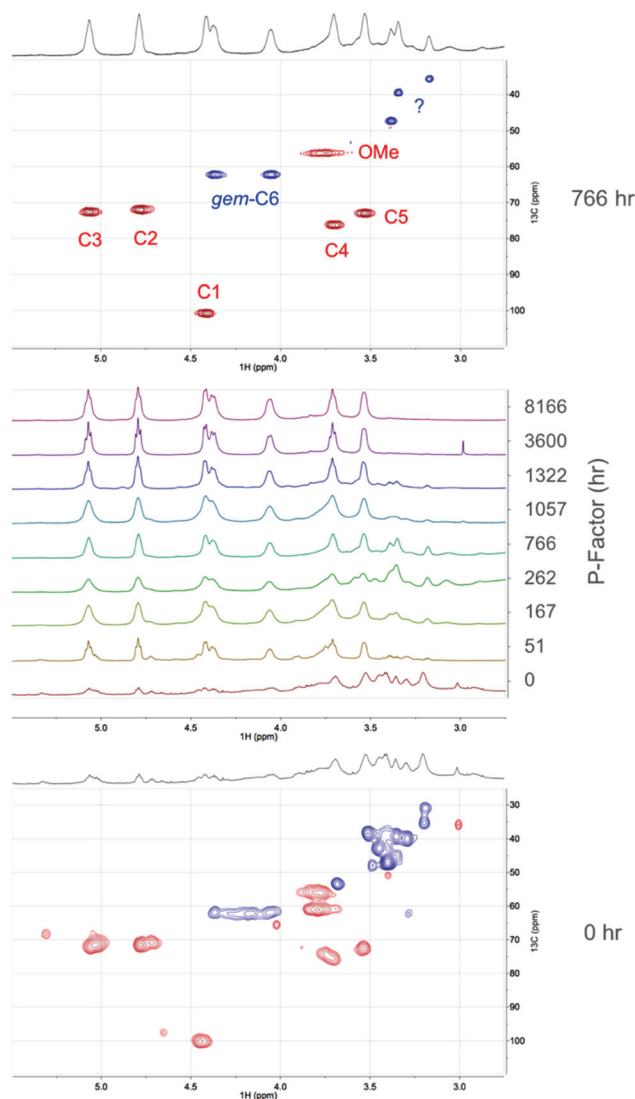 40
50
60
70
80
90
100
13C (ppm)
?
OMe
gem-C6
C3
C2
C4
C5
C1
766 hr
5.0
4.5
4.0
3.5
3.0
1H (ppm)
8166
3600
1322
1057
766
262
167
51
0
P-Factor (hr)
5.0
4.5
4.0
3.5
3.0
1H (ppm)
30
40
50
60
70
80
90
100
13C (ppm)
0 hr
5.0
4.5
4.0
3.5
3.0
1H (ppm)